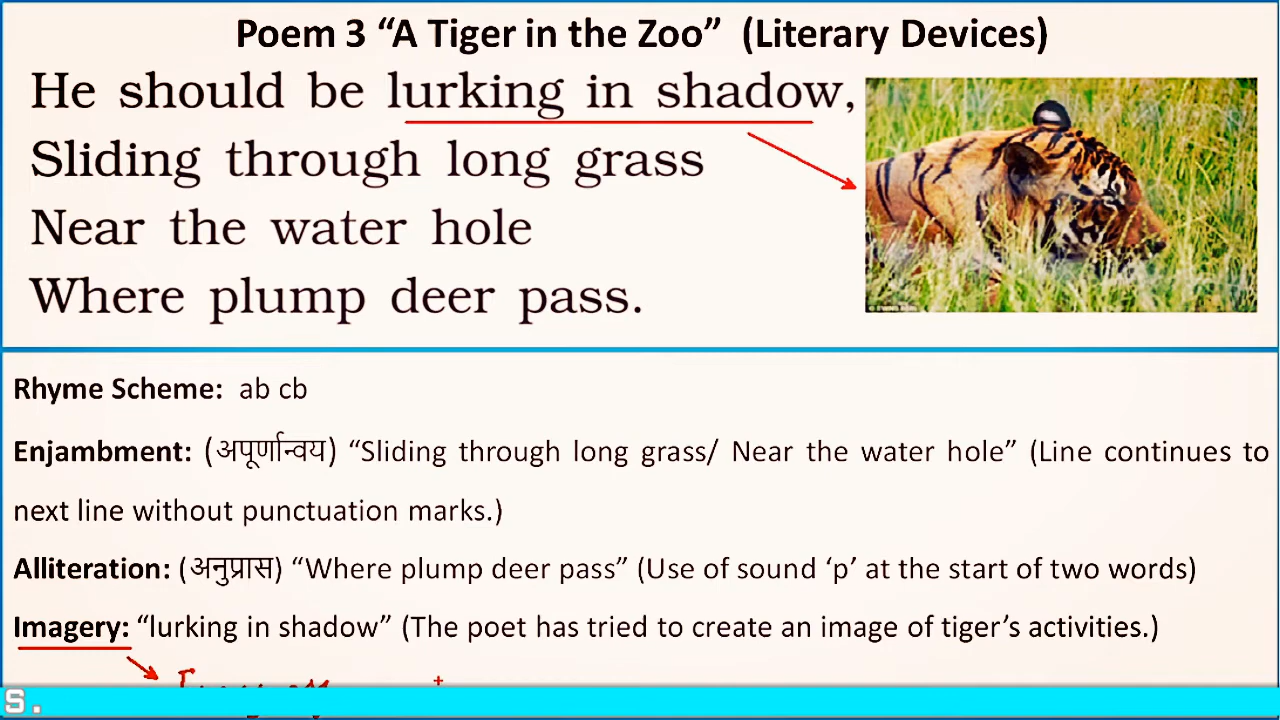 Poem 3 “A Tiger in the Zoo” (Literary Devices)
He should be lurking in shadow,
Sliding through long grass
Near the water hole
Where plump deer pass.
Rhyme Scheme: ab cb
Enjambment: (अपूर्णान्वय) “Sliding through long grass/ Near the water hole” (Line continues to
next line without punctuation marks.)
Alliteration: (अनुप्रास) “Where plump deer pass” (Use of sound ‘p’ at the start of two words)
Imagery: “lurking in shadow” (The poet has tried to create an image of tiger’s activities.)
s.